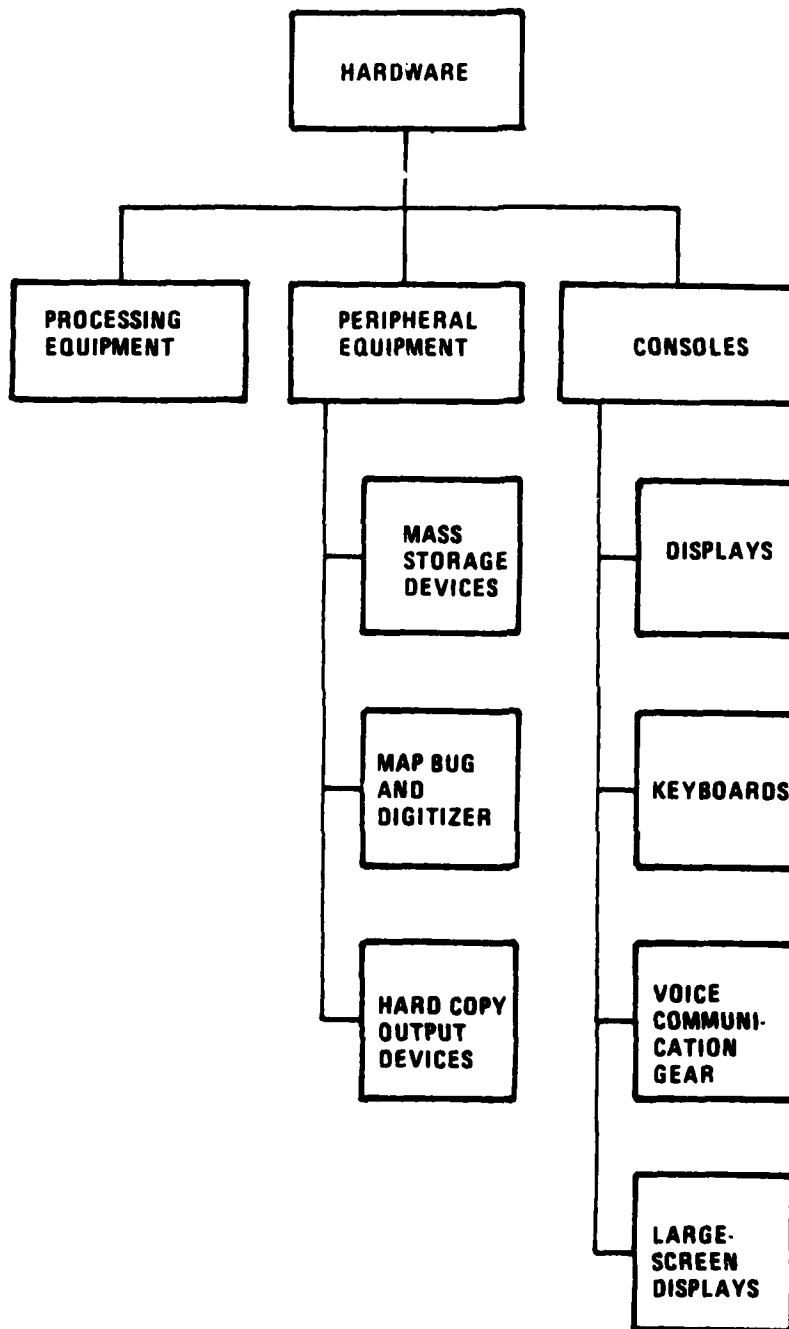 HARDWARE
PROCESSING
EQUIPMENT
PERIPHERAL
EQUIPMENT
CONSOLES
MASS
STORAGE
DEVICES
MAP BUG
AND
DIGITIZER
HARD COPY
OUTPUT
DEVICES
DISPLAYS
KEYBOARDS
VOICE
COMMUNI-
CATION
GEAR
LARGE-
SCREEN
DISPLAYS